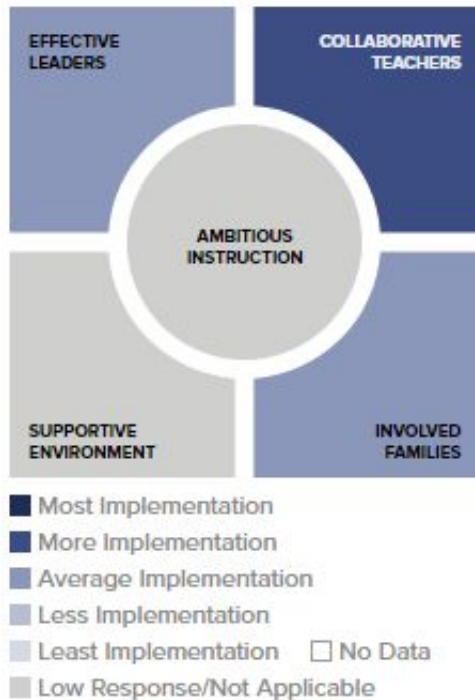 EFFECTIVE
LEADERS
COLLABORATIVE
TEACHERS
AMBITIOUS
INSTRUCTION
SUPPORTIVE
ENVIRONMENT
INVOLVED
FAMILIES
Most Implementation
More Implementation
Average Implementation
Less Implementation
Least Implementation No Data
Low Response/Not Applicable